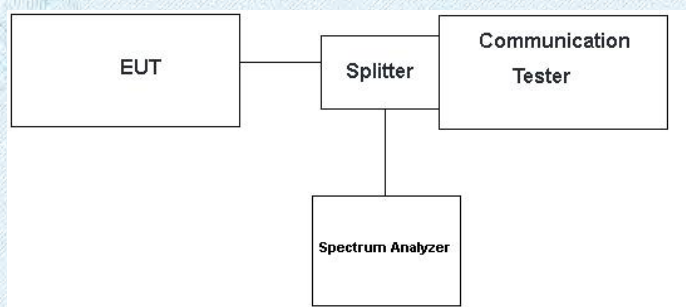 EUT
Splitter
Communication
Tester
Spectrum Analyzer